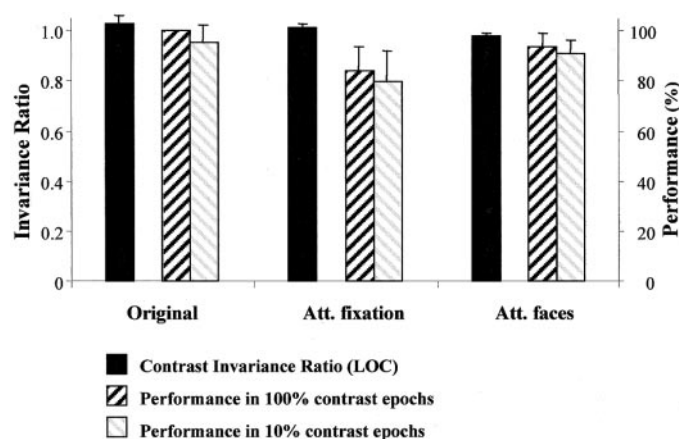 Invariance Ratio
1.0
0.8
0.6
0.4
0.2
0
100
80
60
40
20
0
Performance (%)
Original
Att. fixation
Att. faces
Contrast Invariance Ratio (LOC)
Performance in 100% contrast epochs
Performance in 10% contrast epochs